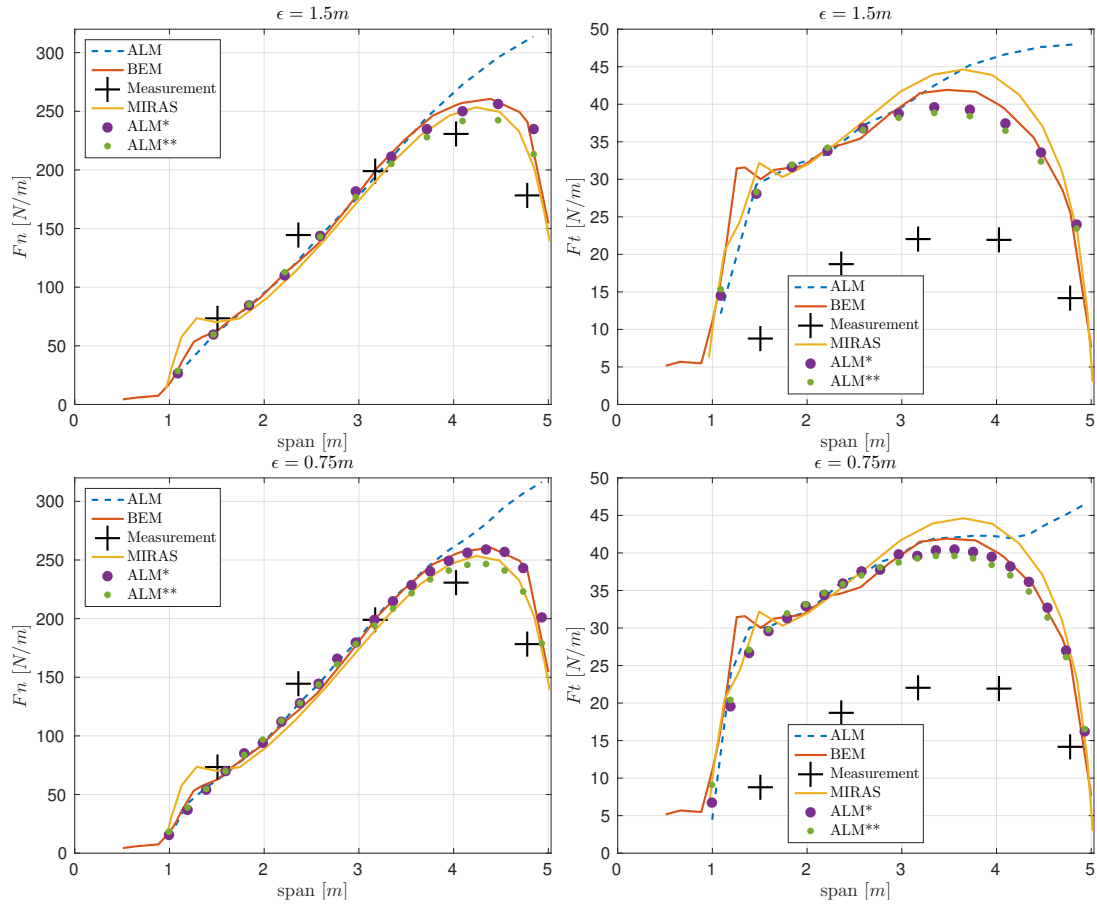 ϵ = 1.5m
Fn [N/m]
300
250
200
150
100
50
0
ALM
BEM
Measurement
MIRAS
ALM*
ALM**
0 1 2 3 4 5
span [m]
ϵ = 1.5m
Ft [N/m]
50
45
40
35
30
25
20
15
10
5
0
ALM
BEM
Measurement
MIRAS
ALM*
ALM**
0 1 2 3 4 5
span [m]
ϵ = 0.75m
Fn [N/m]
300
250
200
150
100
50
0
ALM
BEM
Measurement
MIRAS
ALM*
ALM**
0 1 2 3 4 5
span [m]
ϵ = 0.75m
Ft [N/m]
50
45
40
35
30
25
20
15
10
5
0
ALM
BEM
Measurement
MIRAS
ALM*
ALM**
0 1 2 3 4 5
span [m]